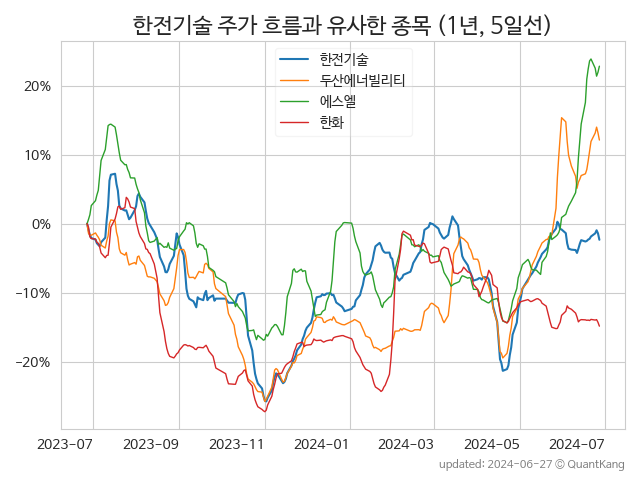 한전기술 주가 흐름과 유사한 종목 (1년, 5일선)
한전기술
두산에너빌리티
에스엘
한화
20%
10%
0%
−10%
−20%
2023−07
2023−09
2023−11
2024−01
2024−03
2024−05
2024−07
updated: 2024−06−27 © QuantKang